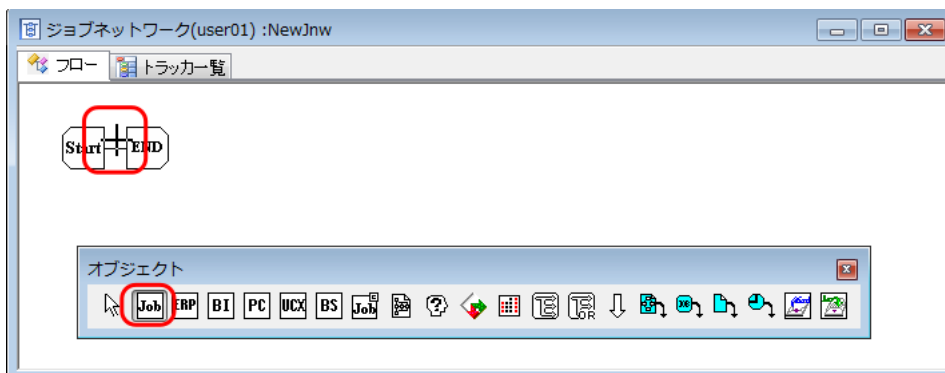 ジョブネットワーク(user01) :NewJnw
フロー トラッカ一覧
Start END
オブジェクト
Job ERP BI PC UCX BS Job OR